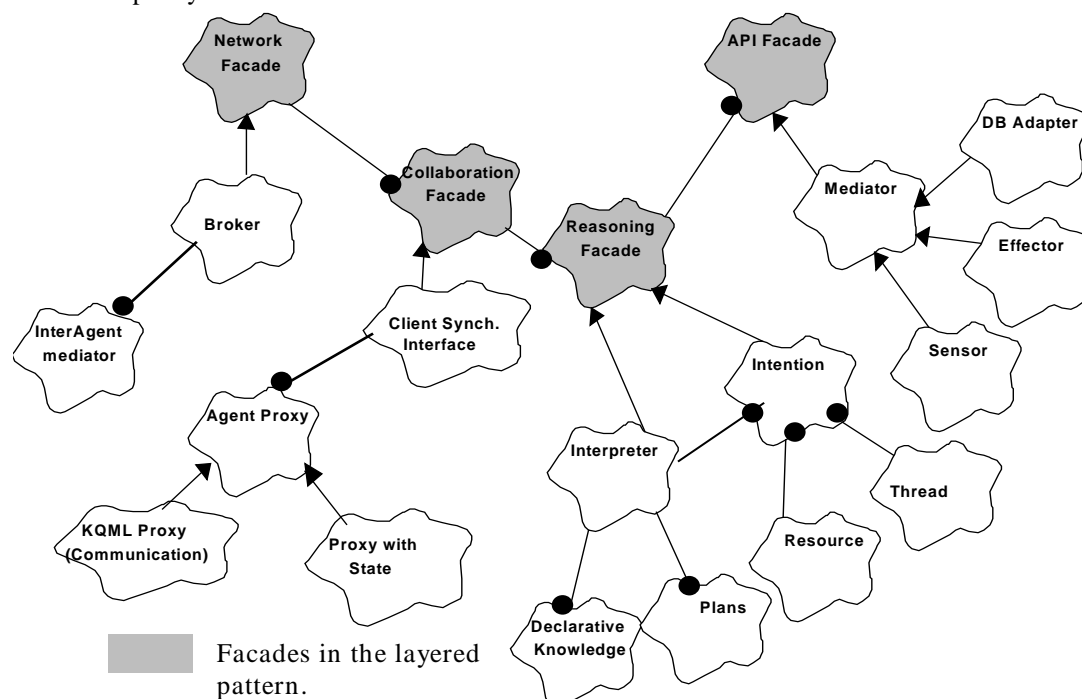 Network
Facade
API Facade
DB Adapter
Collaboration
Facade
Mediator
Broker
Reasoning
Facade
Effector
InterAgent
mediator
Client Synch.
Interface
Sensor
Intention
Agent Proxy
Interpreter
Thread
KQML Proxy
(Communication)
Proxy with
State
Resource
Plans
Declarative
Knowledge
Facades in the layered
pattern.